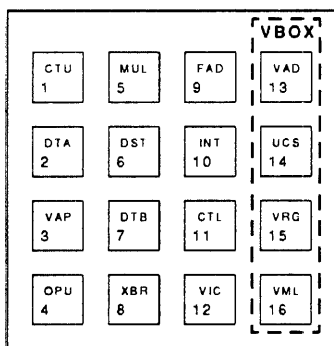 VBOX
CTU MUL FAD VAD
1 5 9 13
DTA DST INT UCS
2 6 10 14
VAP DTB CTL VRG
3 7 11 15
OPU XBR VIC VML
4 8 12 16